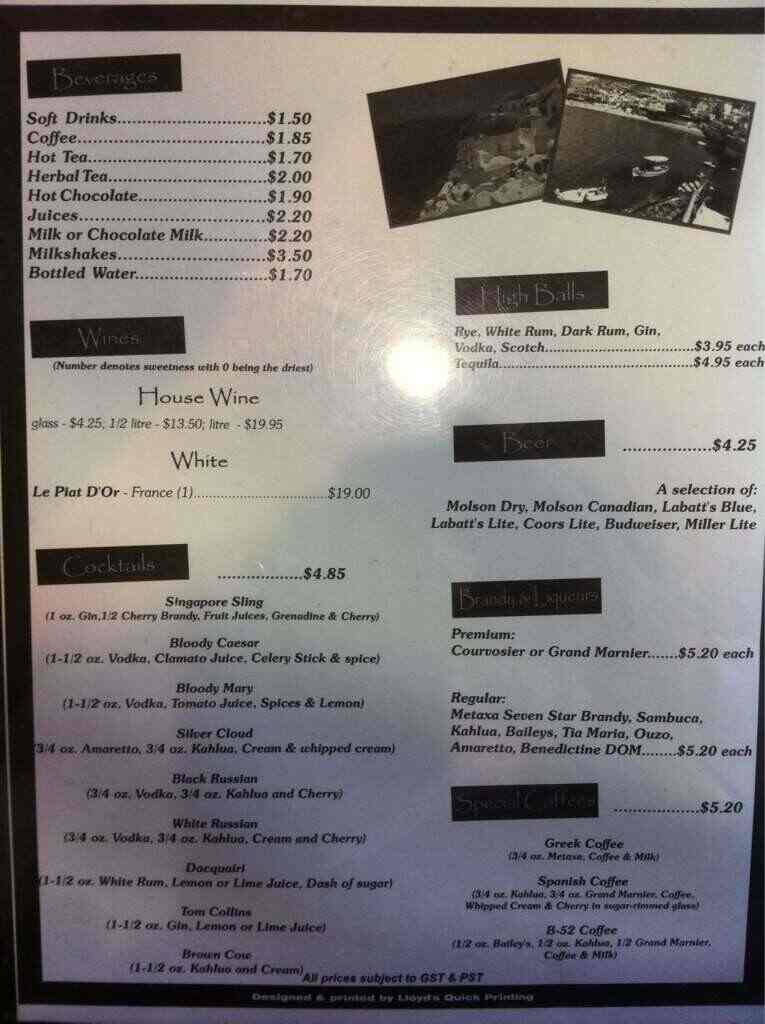 Beverages
Soft Drinks.............................$1.50
Coffee....................................$1.85
Hot Tea..................................$1.70
Herbal Tea..............................$2.00
Hot Chocolate.........................$1.90
Juices....................................$2.20
Milk or Chocolate Milk............$2.20
Milkshakes.............................$3.50
Bottled Water.........................$1.70
Wines
(Number denotes sweetness with 0 being the driest)
House Wine
glass - $4.25; 1/2 litre - $13.50; litre - $19.95
White
Le Piat D'Or - France (1)..........................$19.00
Cocktails ..................$4.85
Singapore Sling
(1 oz. Gin,1/2 Cherry Brandy, Fruit Juices, Grenadine & Cherry)
Bloody Caesar
(1-1/2 oz. Vodka, Clamato Juice, Celery Stick & spice)
Bloody Mary
(1-1/2 oz. Vodka, Tomato Juice, Spices & Lemon)
Silver Cloud
(3/4 oz. Amaretto, 3/4 oz. Kahlua, Cream & whipped cream)
Black Russian
(3/4 oz. Vodka, 3/4 oz. Kahlua and Cherry)
White Russian
(3/4 oz. Vodka, 3/4 oz. Kahlua, Cream and Cherry)
Dacquairi
(1-1/2 oz. White Rum, Lemon or Lime Juice, Dash of sugar)
Tom Collins
(1-1/2 oz. Gin, Lemon or Lime Juice)
Brown Cow
(1-1/2 oz. Kahlua and Cream)
High Balls
Rye, White Rum, Dark Rum, Gin,
Vodka, Scotch.................................$3.95 each
Tequila...........................................$4.95 each
Beer ...................$4.25
A selection of:
Molson Dry, Molson Canadian, Labatt's Blue,
Labatt's Lite, Coors Lite, Budweiser, Miller Lite
Brandy & Liqueurs
Premium:
Courvosier or Grand Marnier.......$5.20 each
Regular:
Metaxa Seven Star Brandy, Sambuca,
Kahlua, Baileys, Tia Maria, Ouzo,
Amaretto, Benedictine DOM........$5.20 each
Special Coffees ...................$5.20
Greek Coffee
(3/4 oz. Metaxa, Coffee & Milk)
Spanish Coffee
(3/4 oz. Kahlua, 3/4 oz. Grand Marnier, Coffee,
Whipped Cream & Cherry in sugar-rimmed glass)
B-52 Coffee
(1/2 oz. Bailey's, 1/2 oz. Kahlua, 1/2 Grand Marnier,
Coffee & Milk)
All prices subject to GST & PST
Designed & printed by Lloyd's Quick Printing